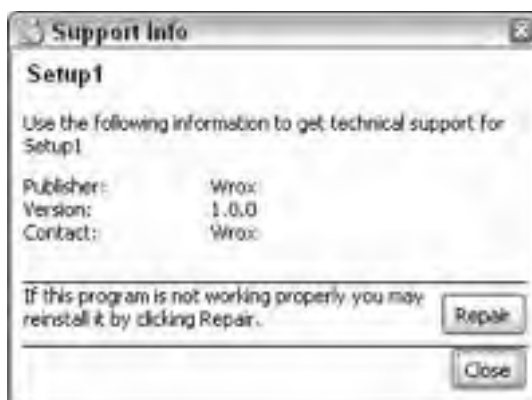 Support Info
Setup1
Use the following information to get technical support for
Setup1
Publisher: Wrox
Version: 1.0.0
Contact: Wrox
If this program is not working properly you may
reinstall it by clicking Repair.
Repair
Close